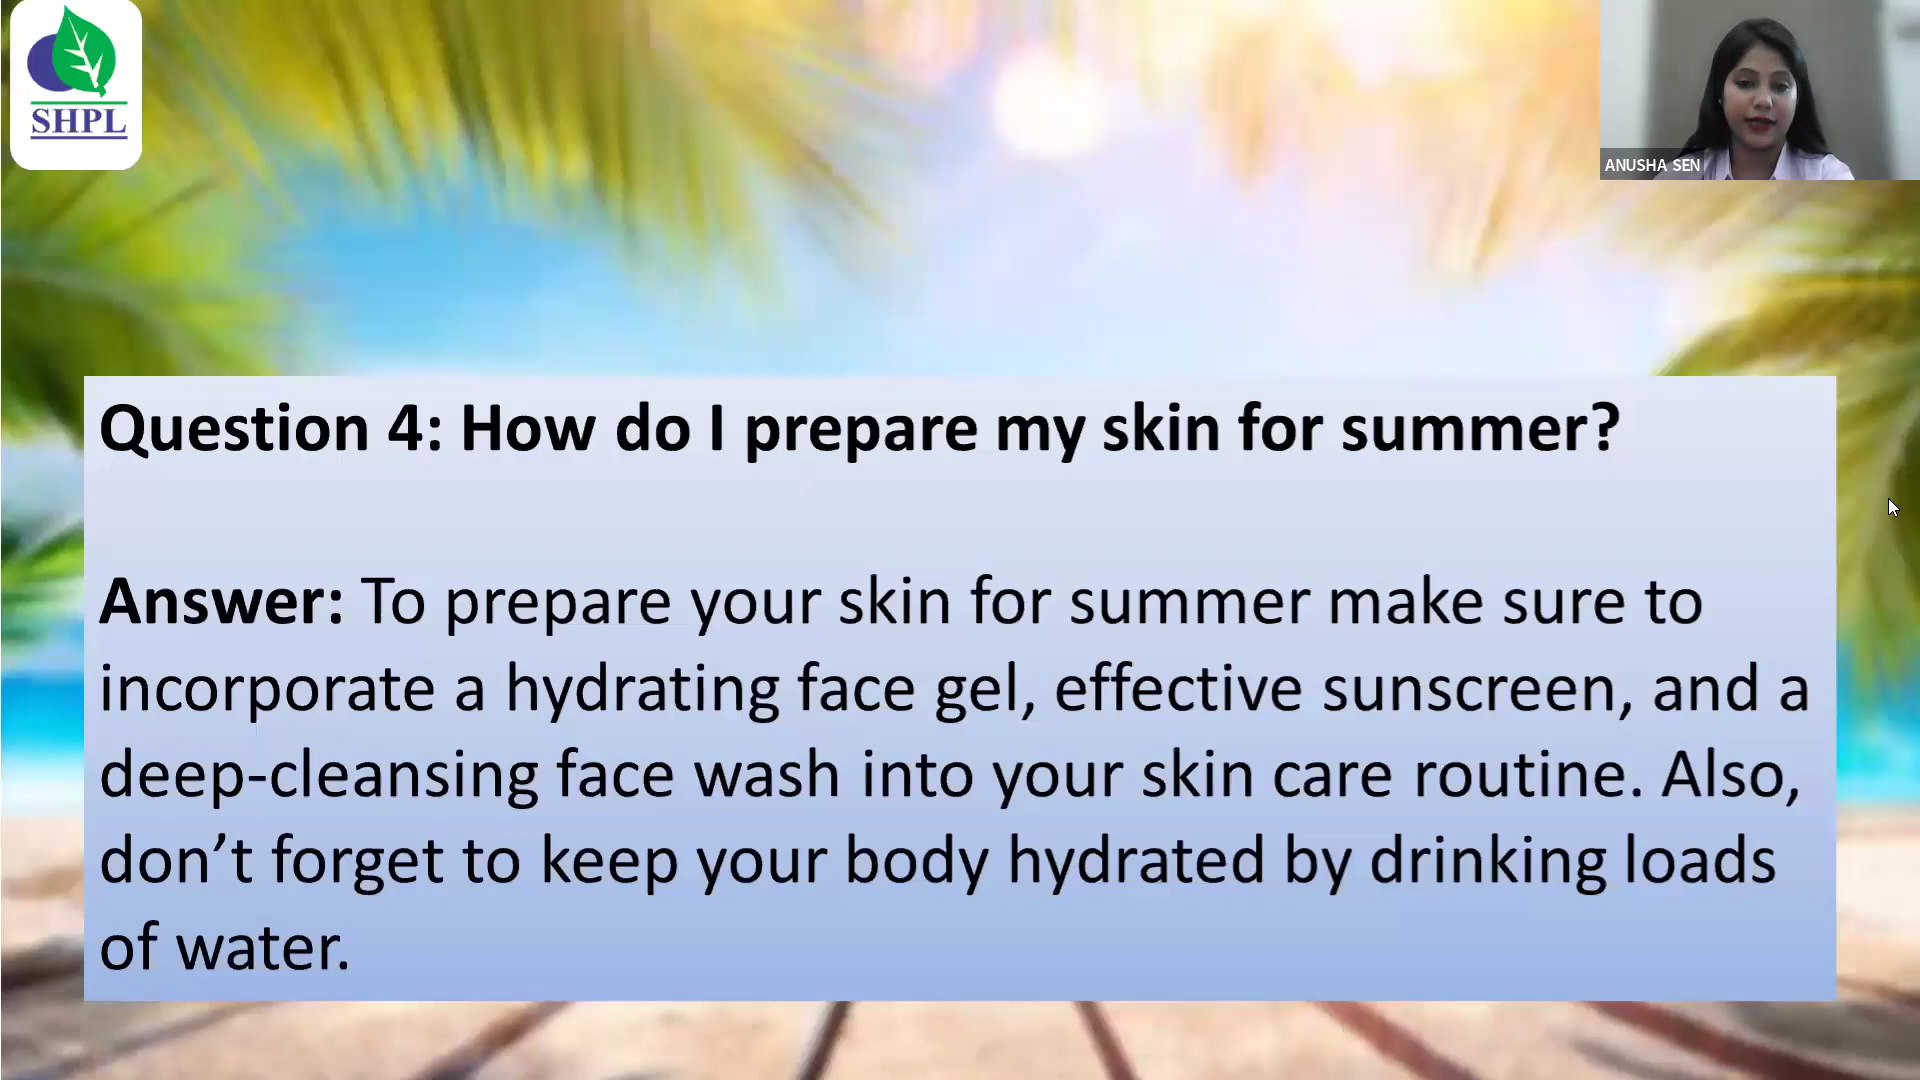 SHPL
ANUSHA SEN
Question 4: How do I prepare my skin for summer?
Answer: To prepare your skin for summer make sure to
incorporate a hydrating face gel, effective sunscreen, and a
deep-cleansing face wash into your skin care routine. Also,
don’t forget to keep your body hydrated by drinking loads
of water.